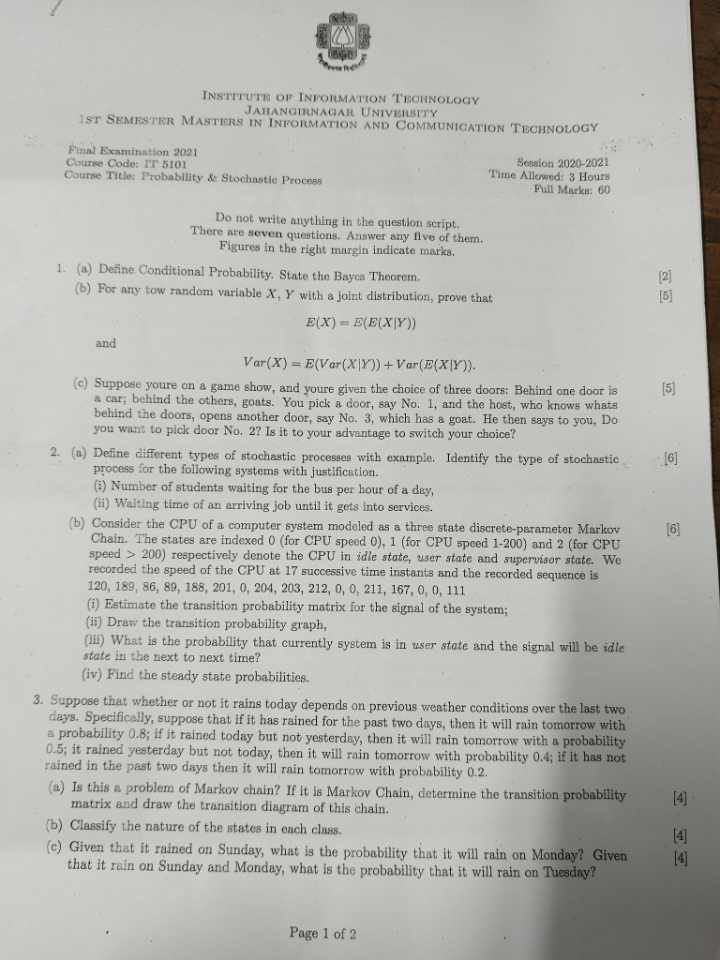 INSTITUTE OF INFORMATION TECHNOLOGY
JAHANGIRNAGAR UNIVERSITY
1ST SEMESTER MASTERS IN INFORMATION AND COMMUNICATION TECHNOLOGY
Final Examination 2021
Course Code: IT 5101
Course Title: Probability & Stochastic Process
Session 2020-2021
Time Allowed: 3 Hours
Full Marks: 60
Do not write anything in the question script.
There are seven questions. Answer any five of them.
Figures in the right margin indicate marks.
1. (a) Define Conditional Probability. State the Bayes Theorem. [2]
(b) For any tow random variable X, Y with a joint distribution, prove that [5]
E(X) = E(E(X|Y))
and
Var(X) = E(Var(X|Y)) + Var(E(X|Y)).
(c) Suppose youre on a game show, and youre given the choice of three doors: Behind one door is [5]
a car; behind the others, goats. You pick a door, say No. 1, and the host, who knows whats
behind the doors, opens another door, say No. 3, which has a goat. He then says to you, Do
you want to pick door No. 2? Is it to your advantage to switch your choice?
2. (a) Define different types of stochastic processes with example. Identify the type of stochastic [6]
process for the following systems with justification.
(i) Number of students waiting for the bus per hour of a day,
(ii) Waiting time of an arriving job until it gets into services.
(b) Consider the CPU of a computer system modeled as a three state discrete-parameter Markov [6]
Chain. The states are indexed 0 (for CPU speed 0), 1 (for CPU speed 1-200) and 2 (for CPU
speed > 200) respectively denote the CPU in idle state, user state and supervisor state. We
recorded the speed of the CPU at 17 successive time instants and the recorded sequence is
120, 189, 86, 89, 188, 201, 0, 204, 203, 212, 0, 0, 211, 167, 0, 0, 111
(i) Estimate the transition probability matrix for the signal of the system;
(ii) Draw the transition probability graph,
(iii) What is the probability that currently system is in user state and the signal will be idle
state in the next to next time?
(iv) Find the steady state probabilities.
3. Suppose that whether or not it rains today depends on previous weather conditions over the last two
days. Specifically, suppose that if it has rained for the past two days, then it will rain tomorrow with
a probability 0.8; if it rained today but not yesterday, then it will rain tomorrow with a probability
0.5; it rained yesterday but not today, then it will rain tomorrow with probability 0.4; if it has not
rained in the past two days then it will rain tomorrow with probability 0.2.
(a) Is this a problem of Markov chain? If it is Markov Chain, determine the transition probability [4]
matrix and draw the transition diagram of this chain.
(b) Classify the nature of the states in each class. [4]
(c) Given that it rained on Sunday, what is the probability that it will rain on Monday? Given [4]
that it rain on Sunday and Monday, what is the probability that it will rain on Tuesday?
Page 1 of 2